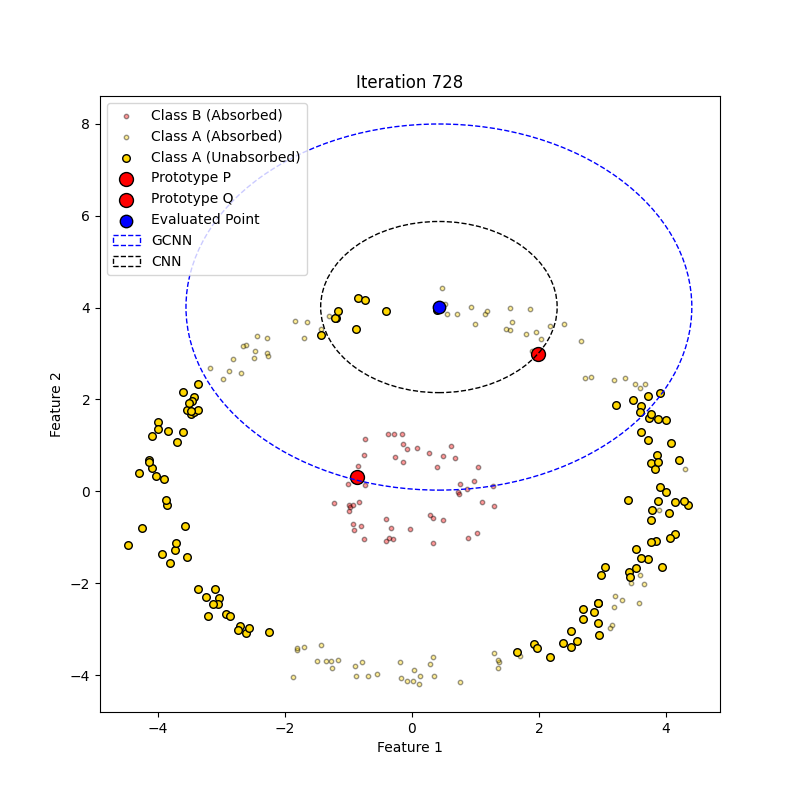 Iteration 728
Class B (Absorbed)
Class A (Absorbed)
Class A (Unabsorbed)
Prototype P
Prototype Q
Evaluated Point
GCNN
CNN
8
6
4
2
0
−2
−4
Feature 2
−4
−2
0
2
4
Feature 1